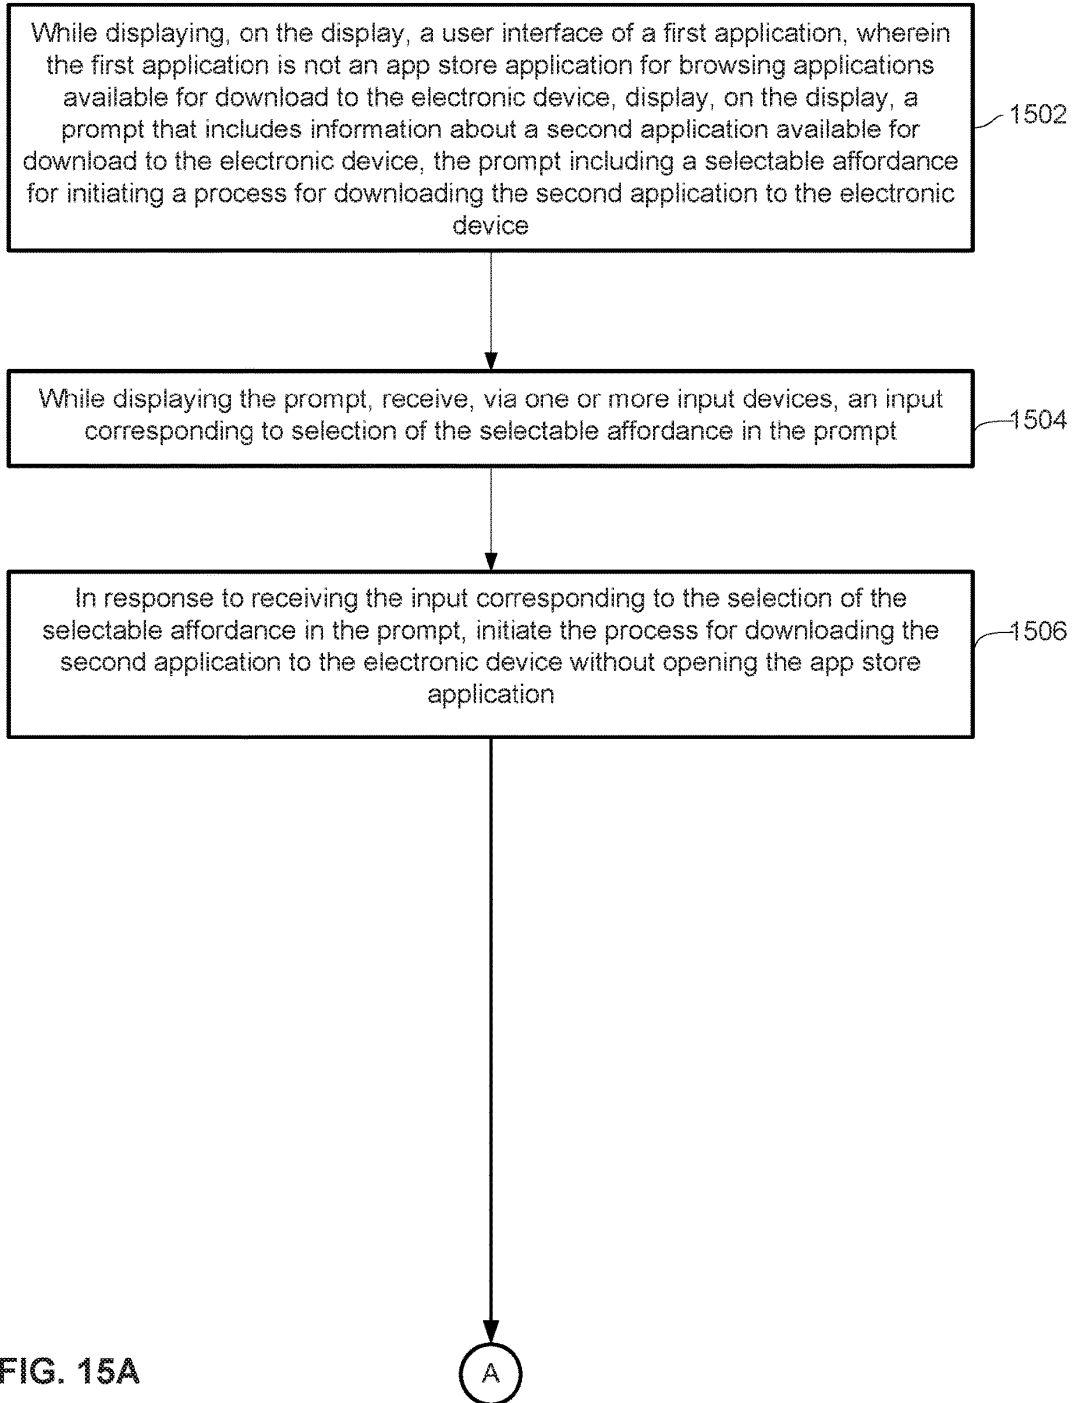 While displaying, on the display, a user interface of a first application, wherein
the first application is not an app store application for browsing applications
available for download to the electronic device, display, on the display, a
prompt that includes information about a second application available for
download to the electronic device, the prompt including a selectable affordance
for initiating a process for downloading the second application to the electronic
device
1502
While displaying the prompt, receive, via one or more input devices, an input
corresponding to selection of the selectable affordance in the prompt
1504
In response to receiving the input corresponding to the selection of the
selectable affordance in the prompt, initiate the process for downloading the
second application to the electronic device without opening the app store
application
1506
FIG. 15A
A